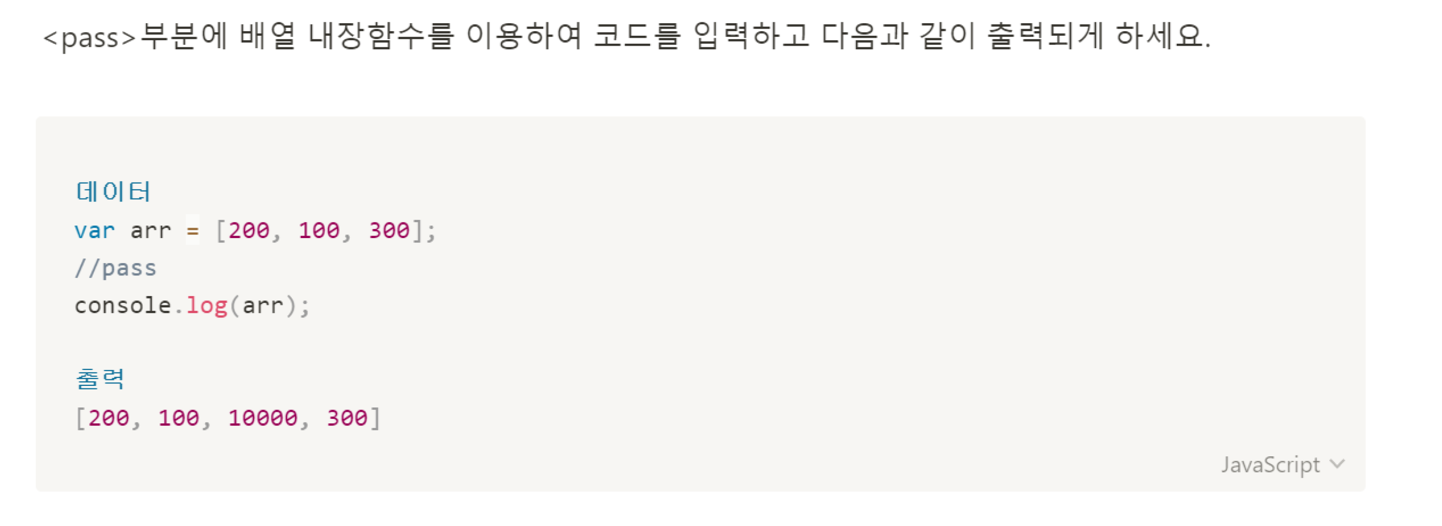 <pass>부분에 배열 내장함수를 이용하여 코드를 입력하고 다음과 같이 출력되게 하세요.
데이터
var arr = [200, 100, 300];
//pass
console.log(arr);
출력
[200, 100, 10000, 300]
JavaScript